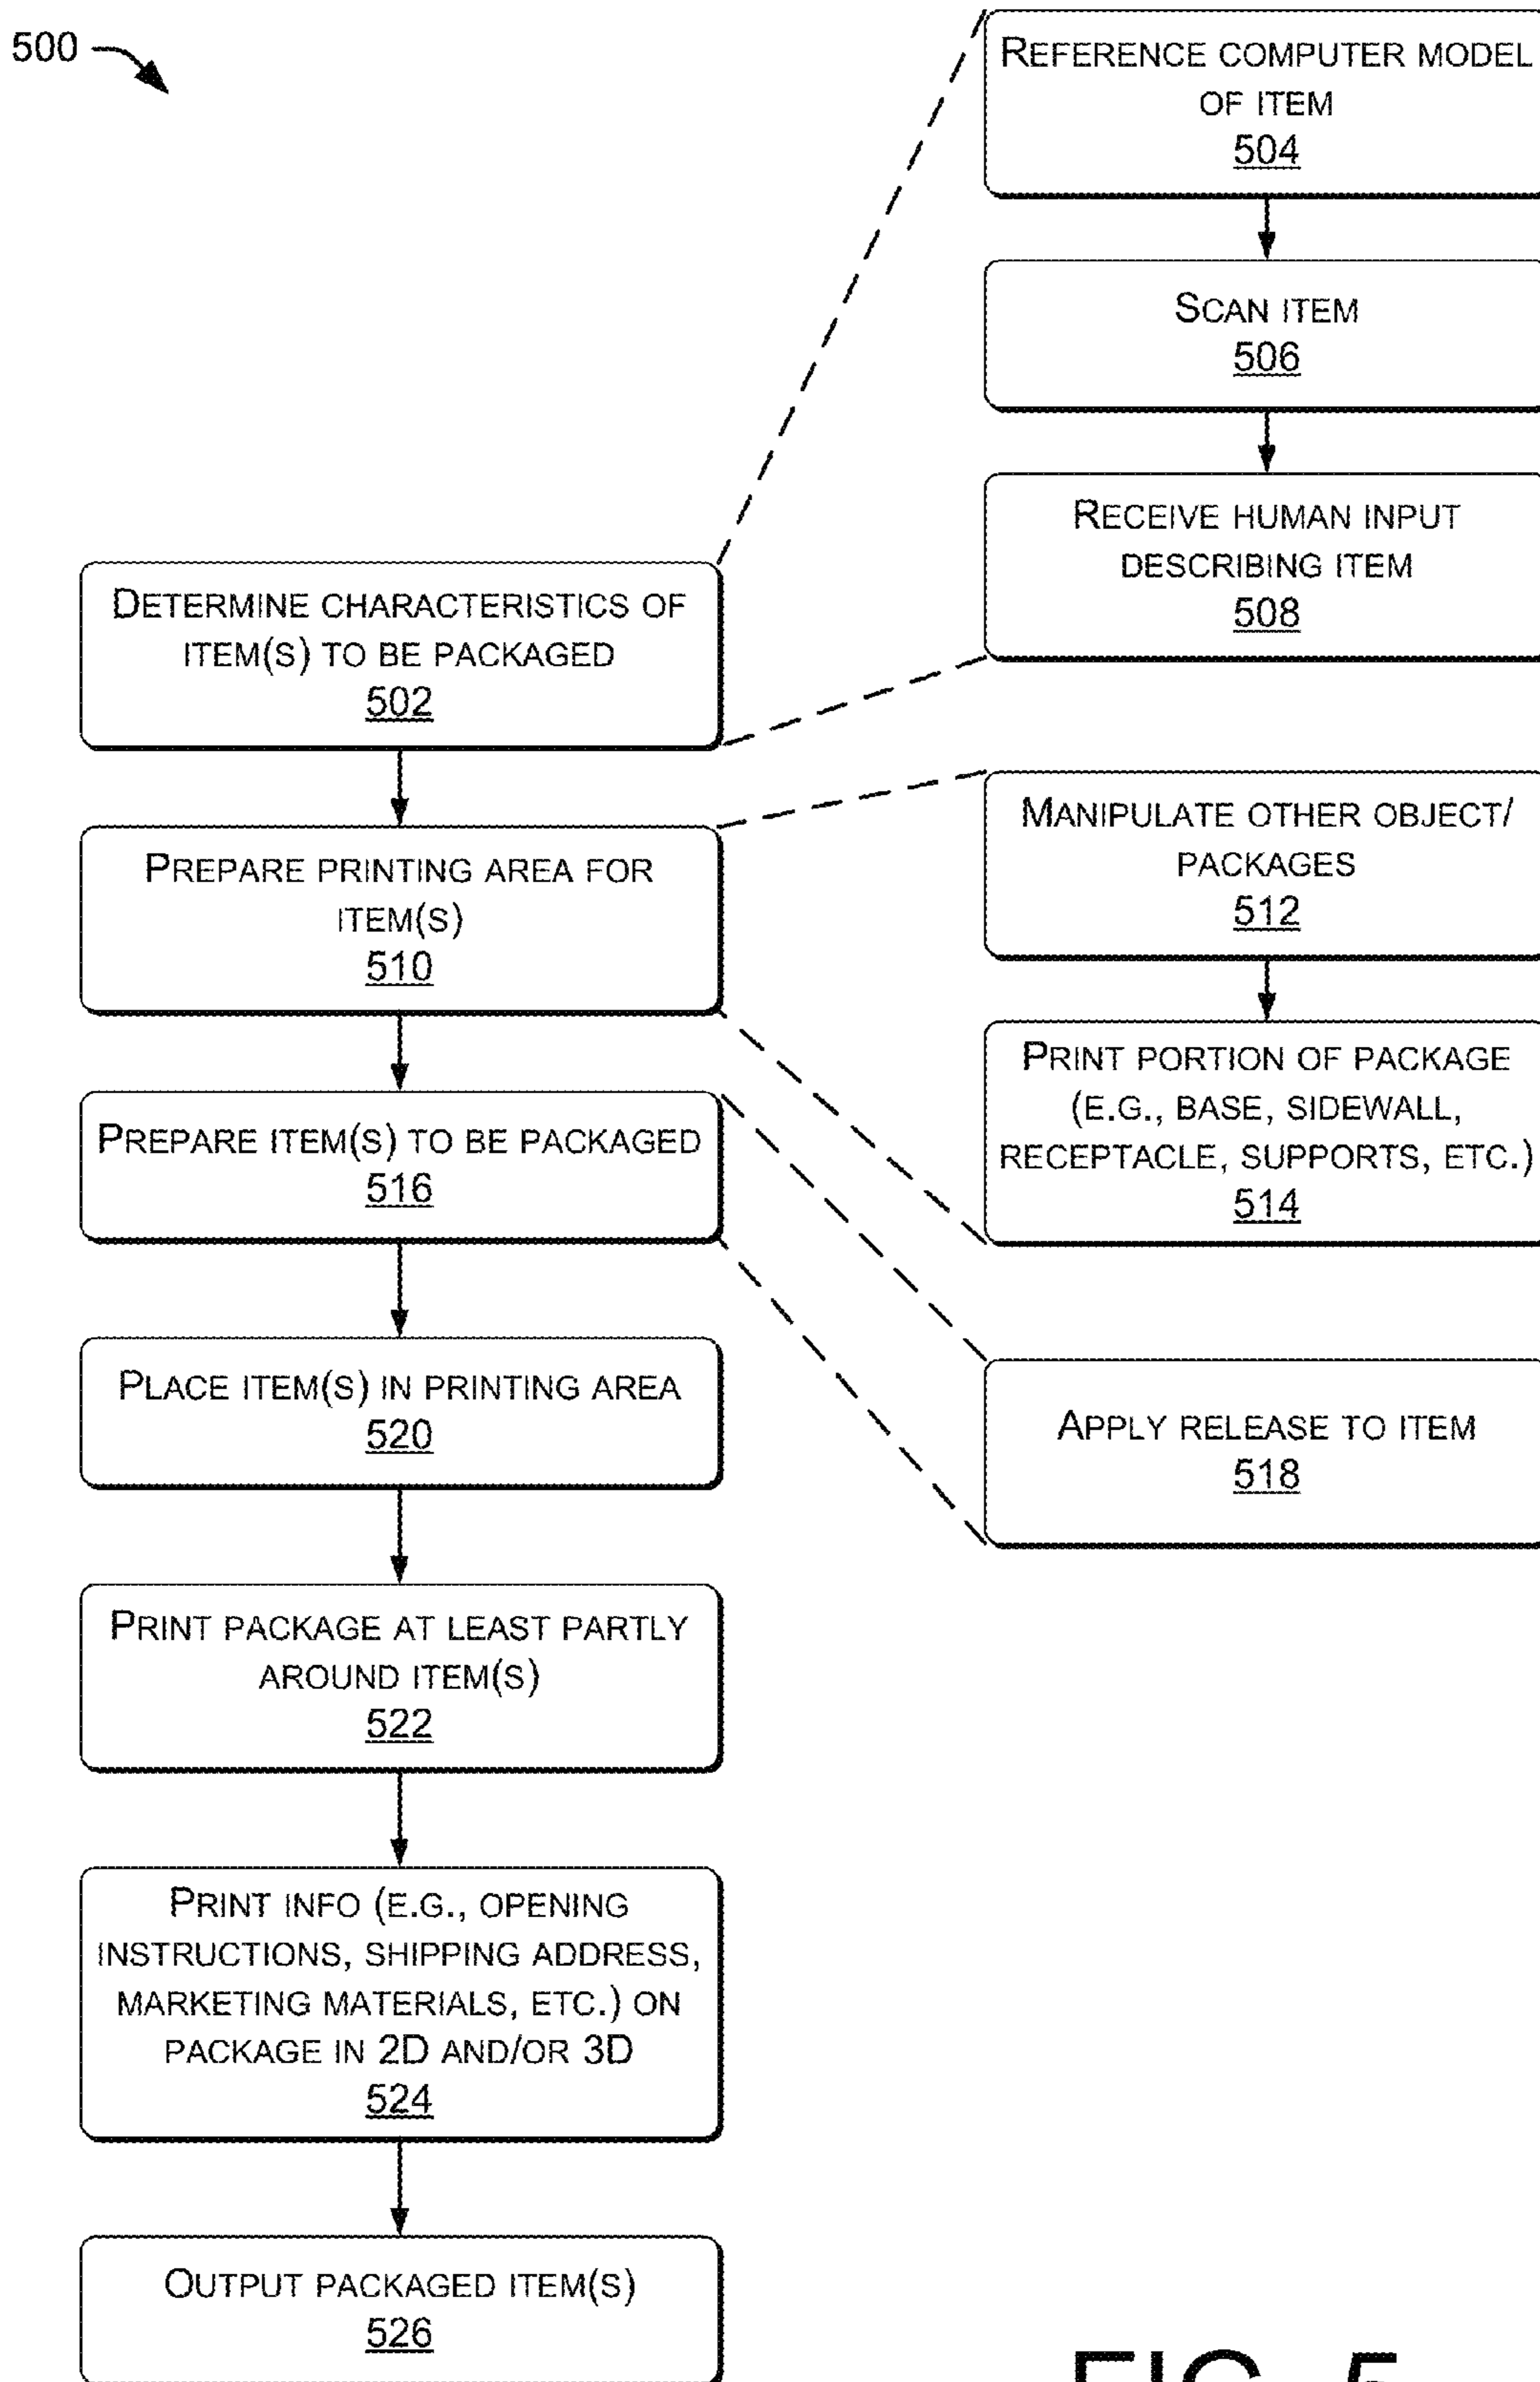 500
REFERENCE COMPUTER MODEL
OF ITEM
504
SCAN ITEM
506
RECEIVE HUMAN INPUT
DESCRIBING ITEM
508
DETERMINE CHARACTERISTICS OF
ITEM(S) TO BE PACKAGED
502
MANIPULATE OTHER OBJECT/
PACKAGES
512
PREPARE PRINTING AREA FOR
ITEM(S)
510
PRINT PORTION OF PACKAGE
(E.G., BASE, SIDEWALL,
RECEPTACLE, SUPPORTS, ETC.)
514
PREPARE ITEM(S) TO BE PACKAGED
516
APPLY RELEASE TO ITEM
518
PLACE ITEM(S) IN PRINTING AREA
520
PRINT PACKAGE AT LEAST PARTLY
AROUND ITEM(S)
522
PRINT INFO (E.G., OPENING
INSTRUCTIONS, SHIPPING ADDRESS,
MARKETING MATERIALS, ETC.) ON
PACKAGE IN 2D AND/OR 3D
524
OUTPUT PACKAGED ITEM(S)
526
FIG. 5